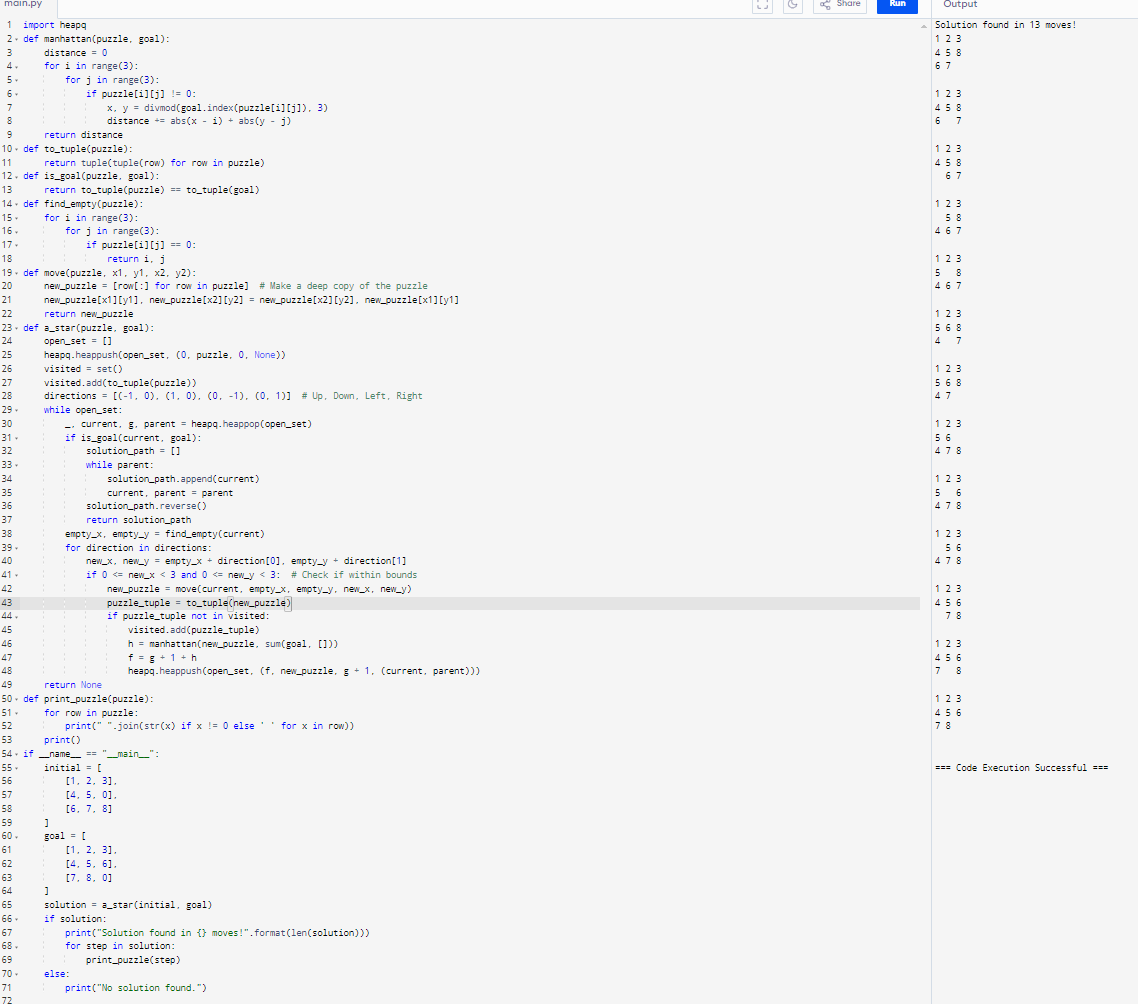 main.py
Share
Run
Output
1 import heapq
2 def manhattan(puzzle, goal):
3     distance = 0
4     for i in range(3):
5         for j in range(3):
6             if puzzle[i][j] != 0:
7                 x, y = divmod(goal.index(puzzle[i][j]), 3)
8                 distance += abs(x - i) + abs(y - j)
9     return distance
10 def to_tuple(puzzle):
11     return tuple(tuple(row) for row in puzzle)
12 def is_goal(puzzle, goal):
13     return to_tuple(puzzle) == to_tuple(goal)
14 def find_empty(puzzle):
15     for i in range(3):
16         for j in range(3):
17             if puzzle[i][j] == 0:
18                 return i, j
19 def move(puzzle, x1, y1, x2, y2):
20     new_puzzle = [row[:] for row in puzzle]  # Make a deep copy of the puzzle
21     new_puzzle[x1][y1], new_puzzle[x2][y2] = new_puzzle[x2][y2], new_puzzle[x1][y1]
22     return new_puzzle
23 def a_star(puzzle, goal):
24     open_set = []
25     heapq.heappush(open_set, (0, puzzle, 0, None))
26     visited = set()
27     visited.add(to_tuple(puzzle))
28     directions = [(-1, 0), (1, 0), (0, -1), (0, 1)]  # Up, Down, Left, Right
29     while open_set:
30         _, current, g, parent = heapq.heappop(open_set)
31         if is_goal(current, goal):
32             solution_path = []
33             while parent:
34                 solution_path.append(current)
35                 current, parent = parent
36             solution_path.reverse()
37             return solution_path
38         empty_x, empty_y = find_empty(current)
39         for direction in directions:
40             new_x, new_y = empty_x + direction[0], empty_y + direction[1]
41             if 0 <= new_x < 3 and 0 <= new_y < 3:  # Check if within bounds
42                 new_puzzle = move(current, empty_x, empty_y, new_x, new_y)
43                 puzzle_tuple = to_tuple(new_puzzle)
44                 if puzzle_tuple not in visited:
45                     visited.add(puzzle_tuple)
46                     h = manhattan(new_puzzle, sum(goal, []))
47                     f = g + 1 + h
48                     heapq.heappush(open_set, (f, new_puzzle, g + 1, (current, parent)))
49     return None
50 def print_puzzle(puzzle):
51     for row in puzzle:
52         print(" ".join(str(x) if x != 0 else ' ' for x in row))
53     print()
54 if __name__ == "__main__":
55     initial = [
56         [1, 2, 3],
57         [4, 5, 0],
58         [6, 7, 8]
59     ]
60     goal = [
61         [1, 2, 3],
62         [4, 5, 6],
63         [7, 8, 0]
64     ]
65     solution = a_star(initial, goal)
66     if solution:
67         print("Solution found in {} moves!".format(len(solution)))
68         for step in solution:
69             print_puzzle(step)
70     else:
71         print("No solution found.")
72
Solution found in 13 moves!
1 2 3
4 5 8
6 7

1 2 3
4 5 8
6   7

1 2 3
4 5 8
  6 7

1 2 3
  5 8
4 6 7

1 2 3
5   8
4 6 7

1 2 3
5 6 8
4   7

1 2 3
5 6 8
4 7

1 2 3
5 6
4 7 8

1 2 3
5   6
4 7 8

1 2 3
  5 6
4 7 8

1 2 3
4 5 6
  7 8

1 2 3
4 5 6
7   8

1 2 3
4 5 6
7 8

=== Code Execution Successful ===